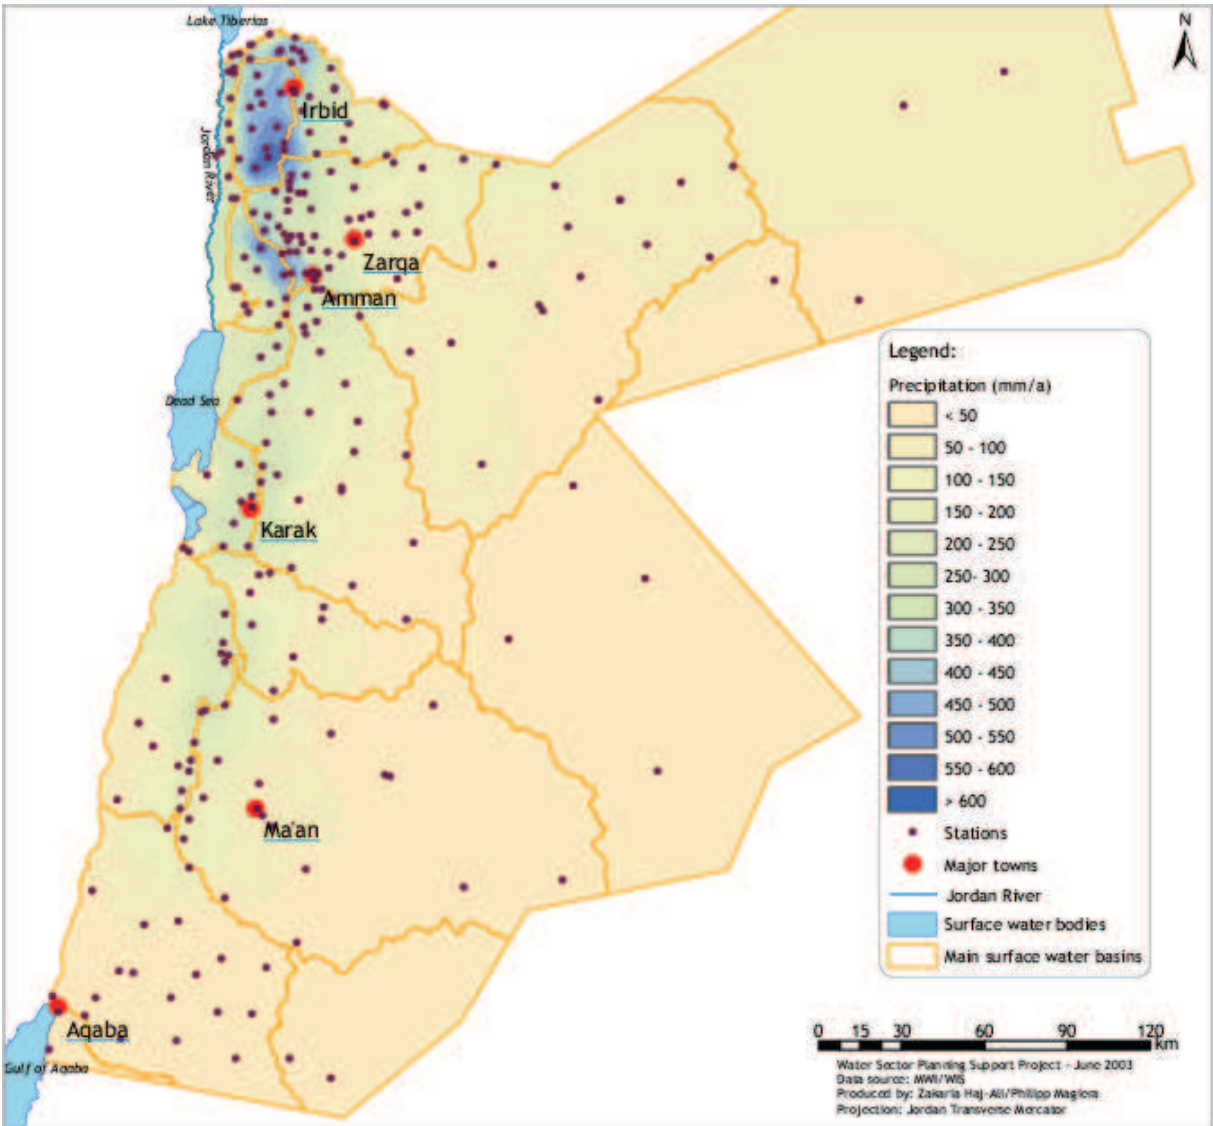 Lake Tiberias
N
Irbid
Jordan River
Zarqa
Amman
Dead Sea
Karak
Ma'an
Aqaba
Gulf of Aqaba
Legend:
Precipitation (mm/a)
< 50
50 - 100
100 - 150
150 - 200
200 - 250
250- 300
300 - 350
350 - 400
400 - 450
450 - 500
500 - 550
550 - 600
> 600
Stations
Major towns
Jordan River
Surface water bodies
Main surface water basins
0 15 30 60 90 120
km
Water Sector Planning Support Project - June 2003
Data source: MWI/WIS
Produced by: Zakaria Haj-Ali/Philipp Magiera
Projection: Jordan Transverse Mercator